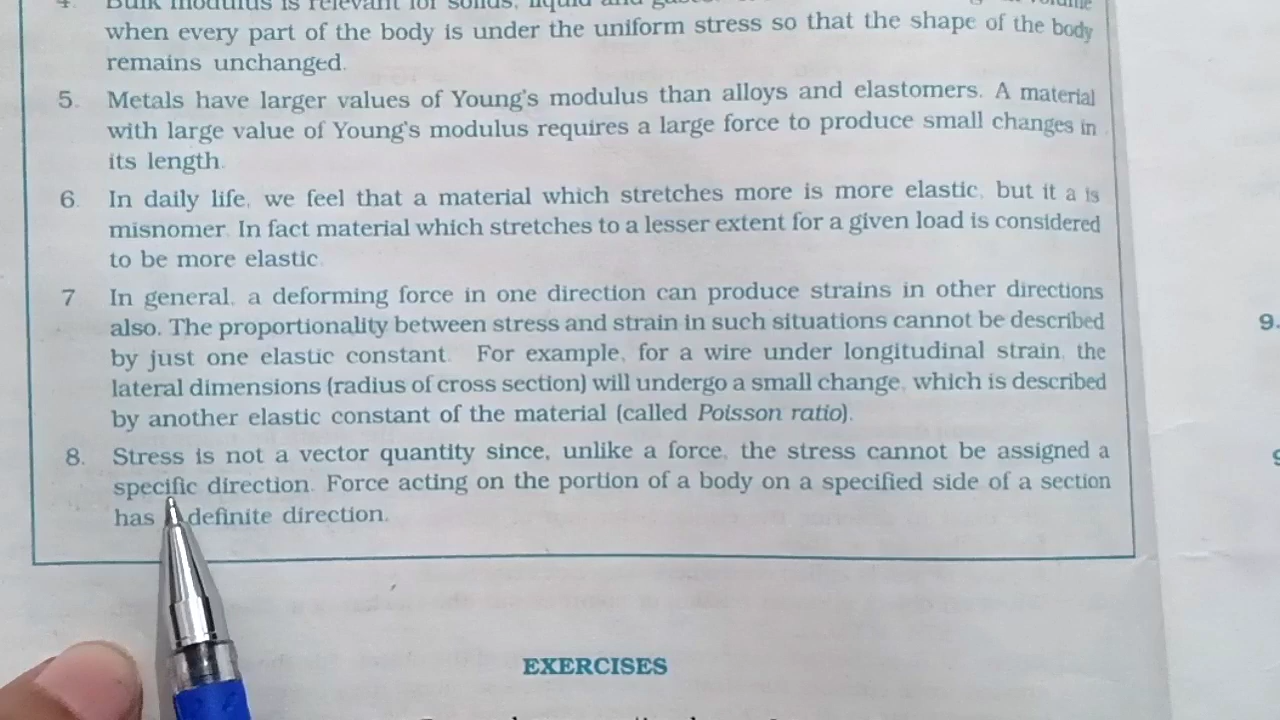 4. Bulk modulus is relevant for solids, liquid and
when every part of the body is under the uniform stress so that the shape of the body
remains unchanged.
5. Metals have larger values of Young's modulus than alloys and elastomers. A material
with large value of Young's modulus requires a large force to produce small changes in
its length.
6. In daily life, we feel that a material which stretches more is more elastic, but it a is
misnomer. In fact material which stretches to a lesser extent for a given load is considered
to be more elastic.
7. In general, a deforming force in one direction can produce strains in other directions
also. The proportionality between stress and strain in such situations cannot be described
by just one elastic constant. For example, for a wire under longitudinal strain, the
lateral dimensions (radius of cross section) will undergo a small change, which is described
by another elastic constant of the material (called Poisson ratio).
8. Stress is not a vector quantity since, unlike a force, the stress cannot be assigned a
specific direction. Force acting on the portion of a body on a specified side of a section
has definite direction.
9.
EXERCISES